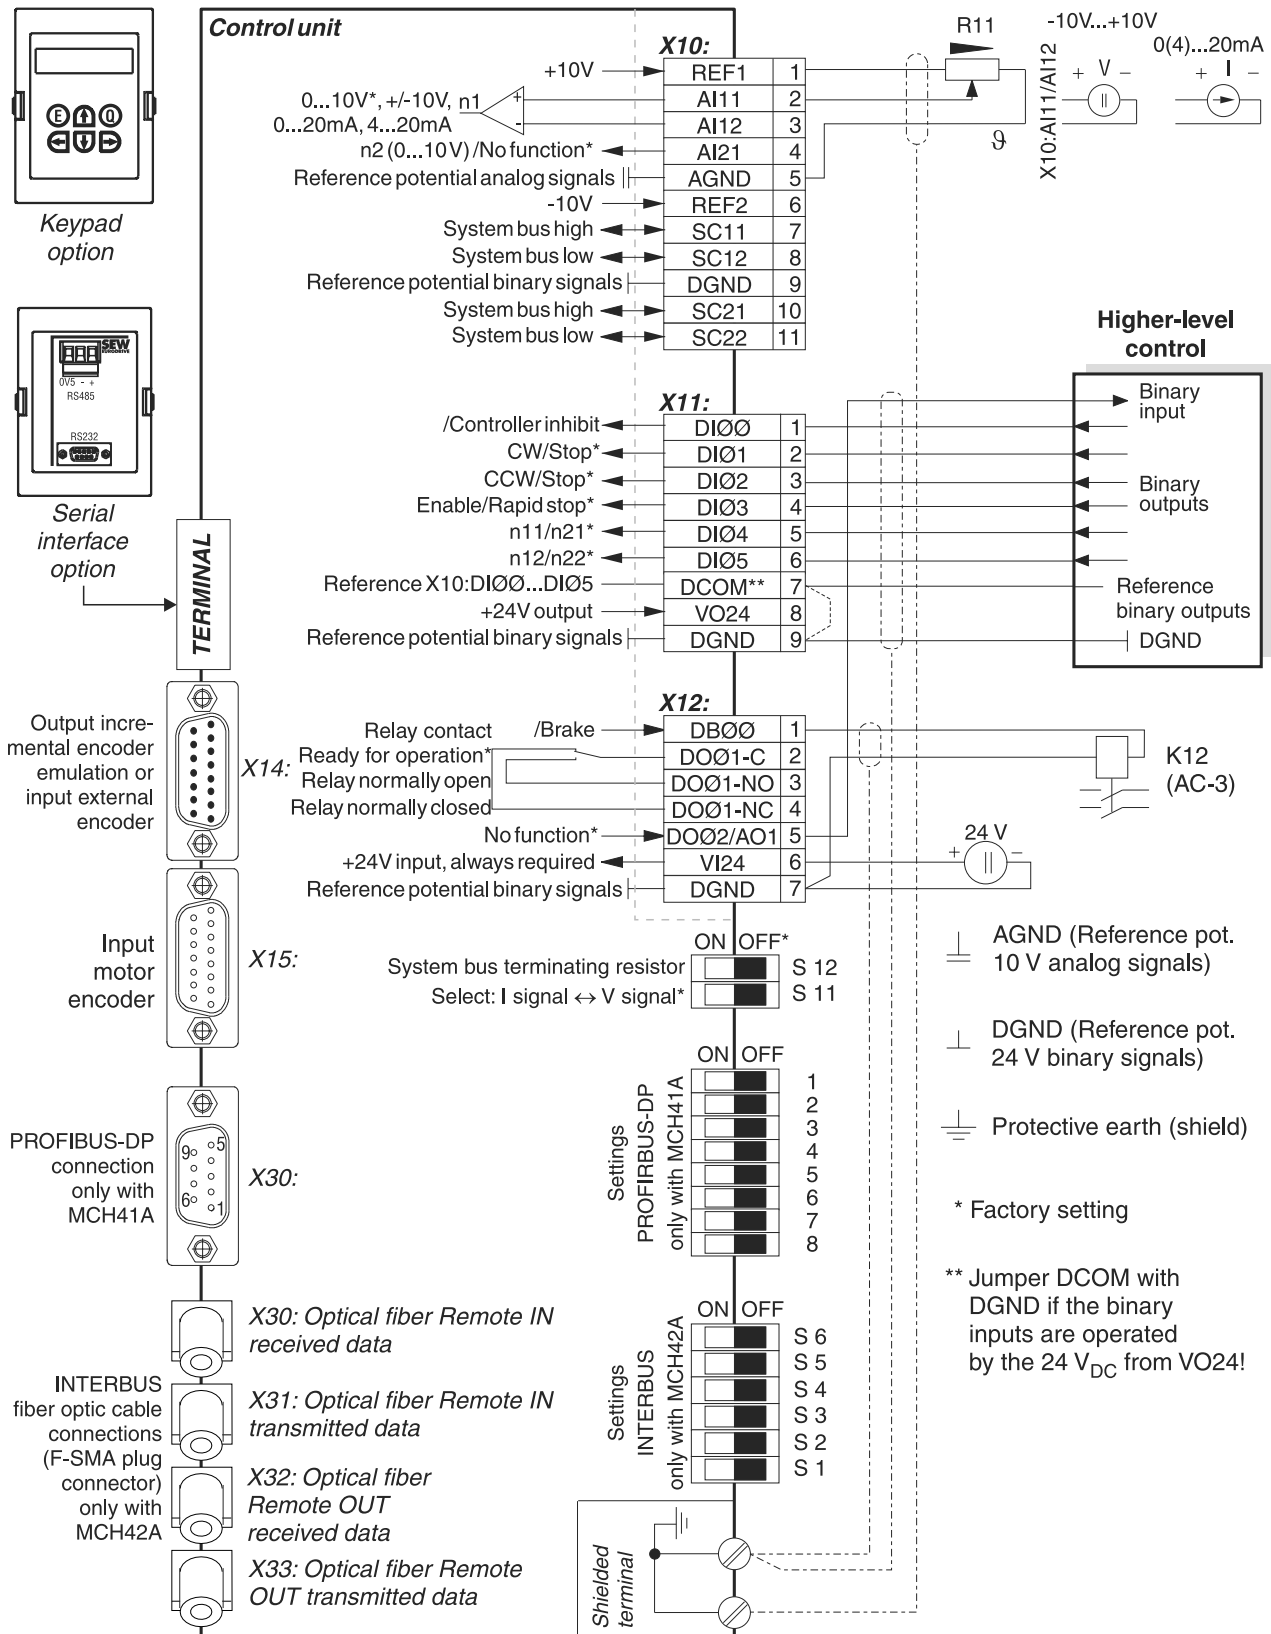 Control unit
Keypad
option
SEW
EURODRIVE
0V5 - +
RS485
RS232
Serial
interface
option
TERMINAL
X10:
+10V
REF1 1
0...10V*, +/-10V, n1
0...20mA, 4...20mA
+
-
AI11 2
AI12 3
n2 (0...10V) /No function*
AI21 4
Reference potential analog signals
AGND 5
-10V
REF2 6
System bus high
SC11 7
System bus low
SC12 8
Reference potential binary signals
DGND 9
System bus high
SC21 10
System bus low
SC22 11
R11
ϑ
X10:AI11/AI12
-10V...+10V
+ V -
0(4)...20mA
+ I -
Higher-level
control
Binary
input
Binary
outputs
Reference
binary outputs
DGND
X11:
/Controller inhibit
DIØØ 1
CW/Stop*
DIØ1 2
CCW/Stop*
DIØ2 3
Enable/Rapid stop*
DIØ3 4
n11/n21*
DIØ4 5
n12/n22*
DIØ5 6
Reference X10:DIØØ...DIØ5
DCOM** 7
+24V output
VO24 8
Reference potential binary signals
DGND 9
X12:
Relay contact
/Brake
DBØØ 1
Ready for operation*
DOØ1-C 2
Relay normally open
DOØ1-NO 3
Relay normally closed
DOØ1-NC 4
No function*
DOØ2/AO1 5
+24V input, always required
VI24 6
Reference potential binary signals
DGND 7
K12
(AC-3)
24 V
+ -
Output incre-
mental encoder
emulation or
input external
encoder
X14:
Input
motor
encoder
X15:
PROFIBUS-DP
connection
only with
MCH41A
9 5
6 1
X30:
ON OFF*
System bus terminating resistor
S 12
Select: I signal ↔ V signal*
S 11
ON OFF
Settings
PROFIRBUS-DP
only with MCH41A
1
2
3
4
5
6
7
8
ON OFF
Settings
INTERBUS
only with MCH42A
S 6
S 5
S 4
S 3
S 2
S 1
AGND (Reference pot.
10 V analog signals)
DGND (Reference pot.
24 V binary signals)
Protective earth (shield)
* Factory setting
** Jumper DCOM with
DGND if the binary
inputs are operated
by the 24 VDC from VO24!
INTERBUS
fiber optic cable
connections
(F-SMA plug
connector)
only with
MCH42A
X30: Optical fiber Remote IN
received data
X31: Optical fiber Remote IN
transmitted data
X32: Optical fiber
Remote OUT
received data
X33: Optical fiber Remote
OUT transmitted data
Shielded
terminal
E
Q